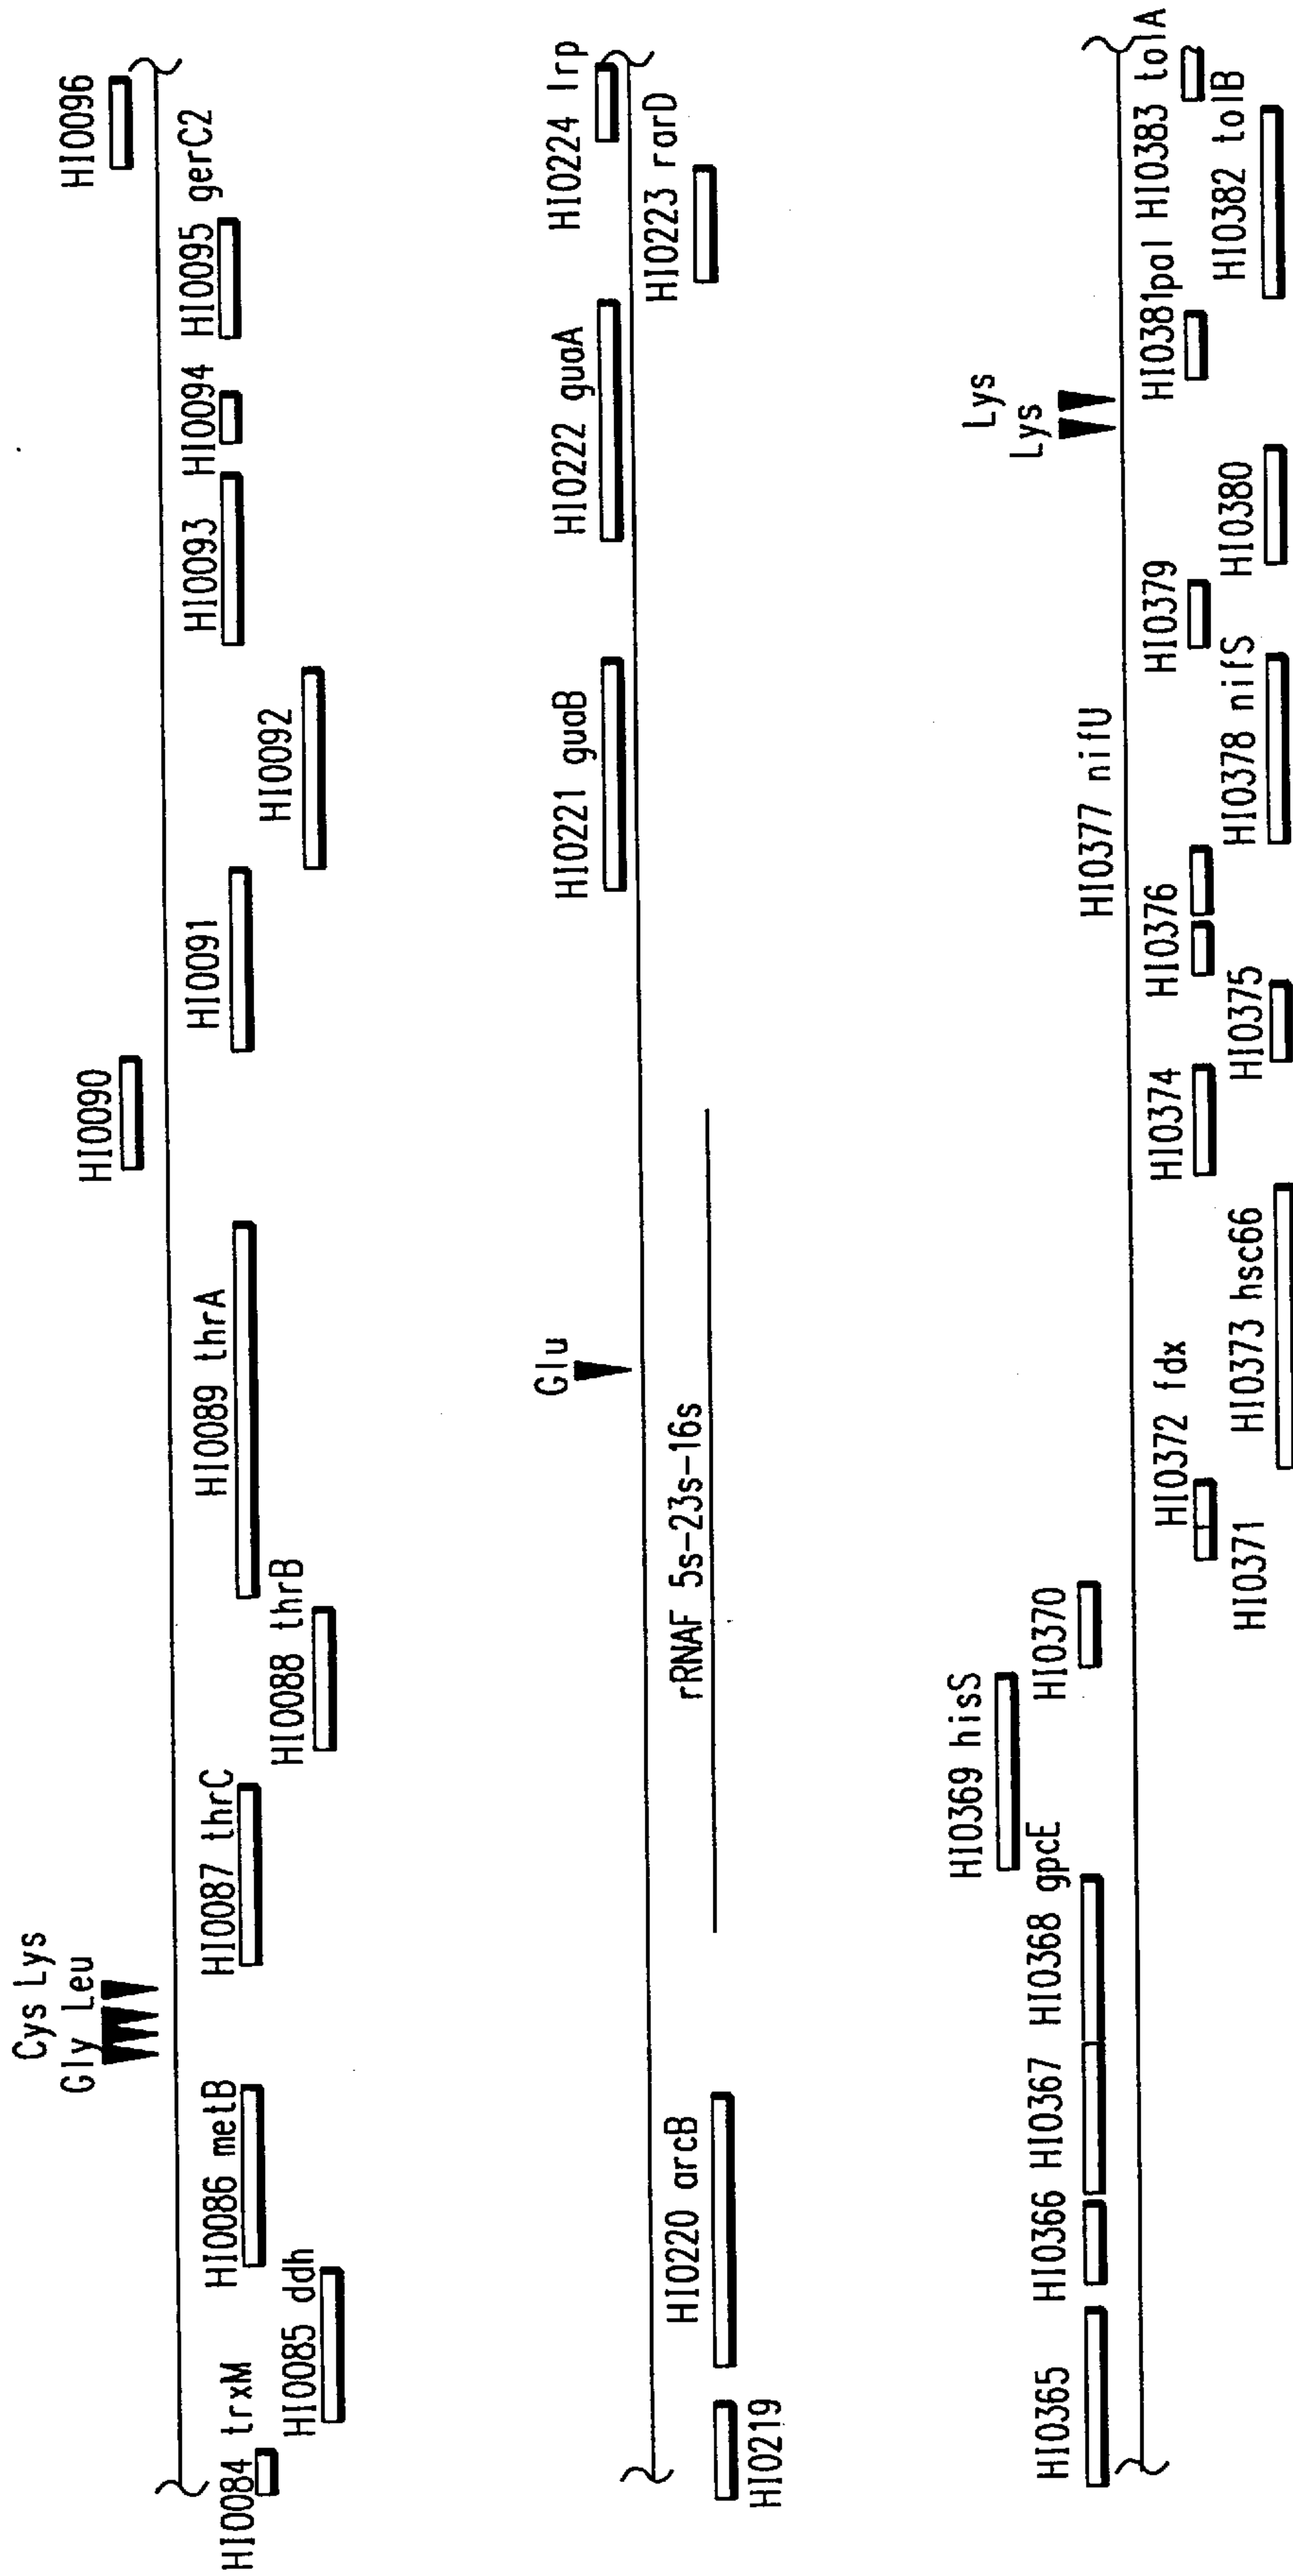 HI0084 trxM
HI0085 ddh
HI0086 metB
Gly Leu
Cys Lys
HI0087 thrC
HI0088 thrB
HI0089 thrA
HI0090
HI0091
HI0092
HI0093
HI0094
HI0095 gerC2
HI0096
HI0219
HI0220 arcB
rRNAF 5s-23s-16s
Glu
HI0221 guaB
HI0222 guaA
HI0223 rarD
HI0224 lrp
HI0365
HI0366
HI0367
HI0368 gpcE
HI0369 hisS
HI0370
HI0371
HI0372 fdx
HI0373 hsc66
HI0374
HI0375
HI0376
HI0377 nifU
HI0378 nifS
HI0379
HI0380
Lys
Lys
HI0381pal
HI0382 tolB
HI0383 tolA